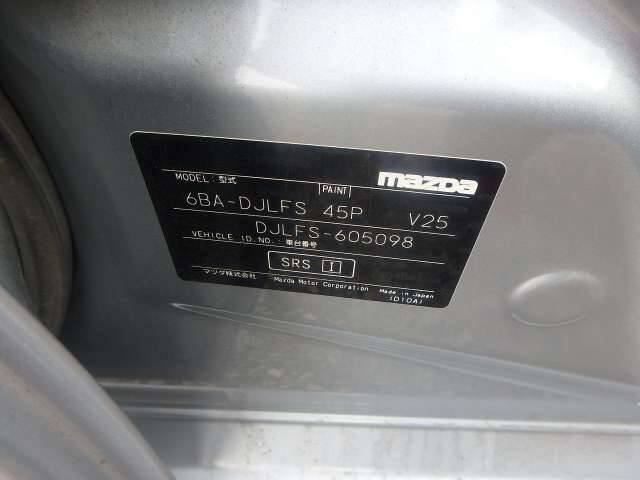 mazda
MODEL: 型式 PAINT
6BA-DJLFS 45P V25
DJLFS-605098
VEHICLE ID.NO.: 車台番号
SRS I
マツダ株式会社 Mazda Motor Corporation Made in Japan
ID10A1